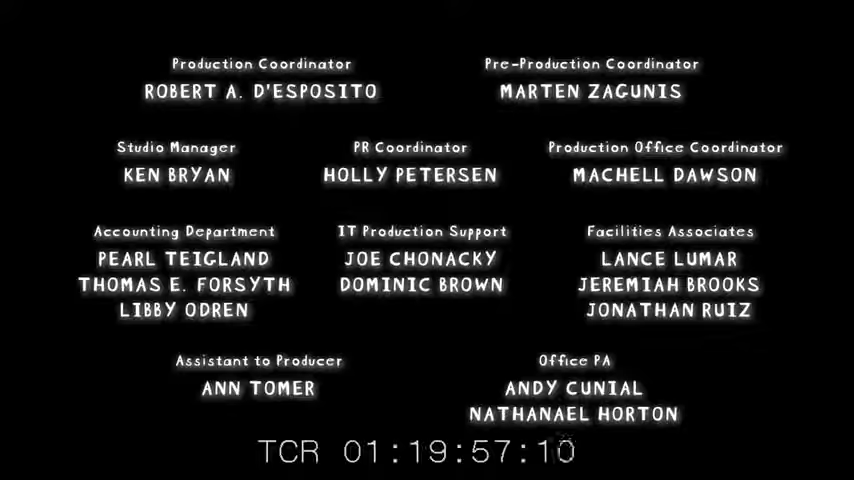 Production Coordinator
ROBERT A. D'ESPOSITO
Pre-Production Coordinator
MARTEN ZAGUNIS
Studio Manager
KEN BRYAN
PR Coordinator
HOLLY PETERSEN
Production Office Coordinator
MACHELL DAWSON
Accounting Department
PEARL TEIGLAND
THOMAS E. FORSYTH
LIBBY ODREN
IT Production Support
JOE CHONACKY
DOMINIC BROWN
Facilities Associates
LANCE LUMAR
JEREMIAH BROOKS
JONATHAN RUIZ
Assistant to Producer
ANN TOMER
Office PA
ANDY CUNIAL
NATHANAEL HORTON
TCR 01:19:57:10